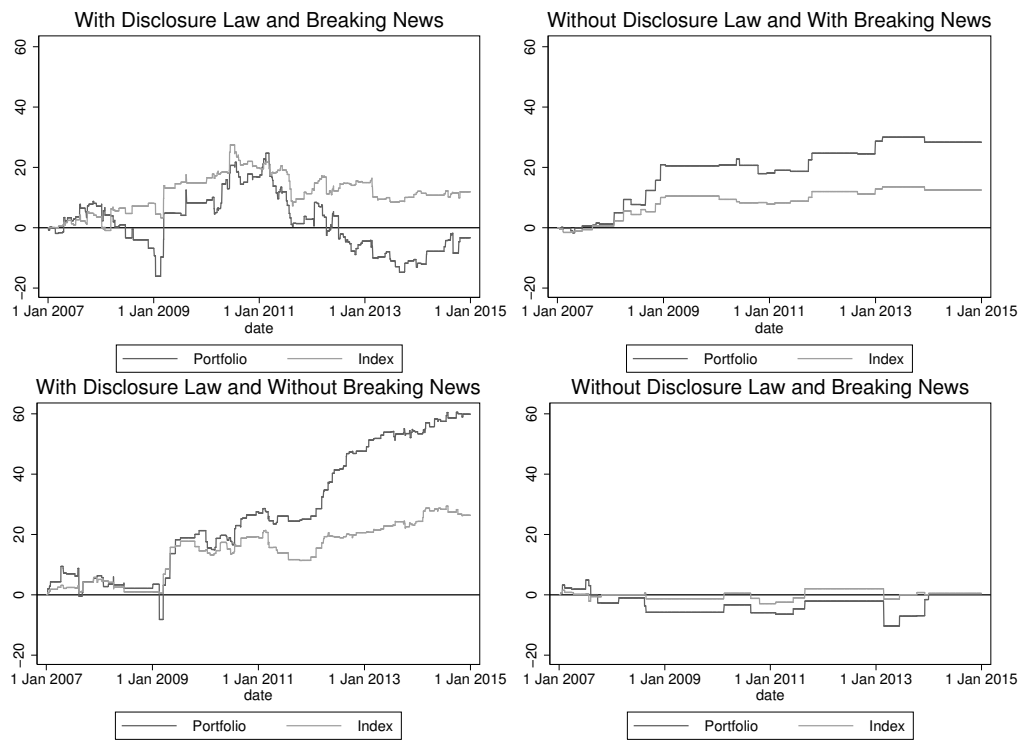 With Disclosure Law and Breaking News
60
40
20
0
−20
1 Jan 2007 1 Jan 2009 1 Jan 2011 1 Jan 2013 1 Jan 2015
date
Portfolio Index
Without Disclosure Law and With Breaking News
60
40
20
0
−20
1 Jan 2007 1 Jan 2009 1 Jan 2011 1 Jan 2013 1 Jan 2015
date
Portfolio Index
With Disclosure Law and Without Breaking News
60
40
20
0
−20
1 Jan 2007 1 Jan 2009 1 Jan 2011 1 Jan 2013 1 Jan 2015
date
Portfolio Index
Without Disclosure Law and Breaking News
60
40
20
0
−20
1 Jan 2007 1 Jan 2009 1 Jan 2011 1 Jan 2013 1 Jan 2015
date
Portfolio Index